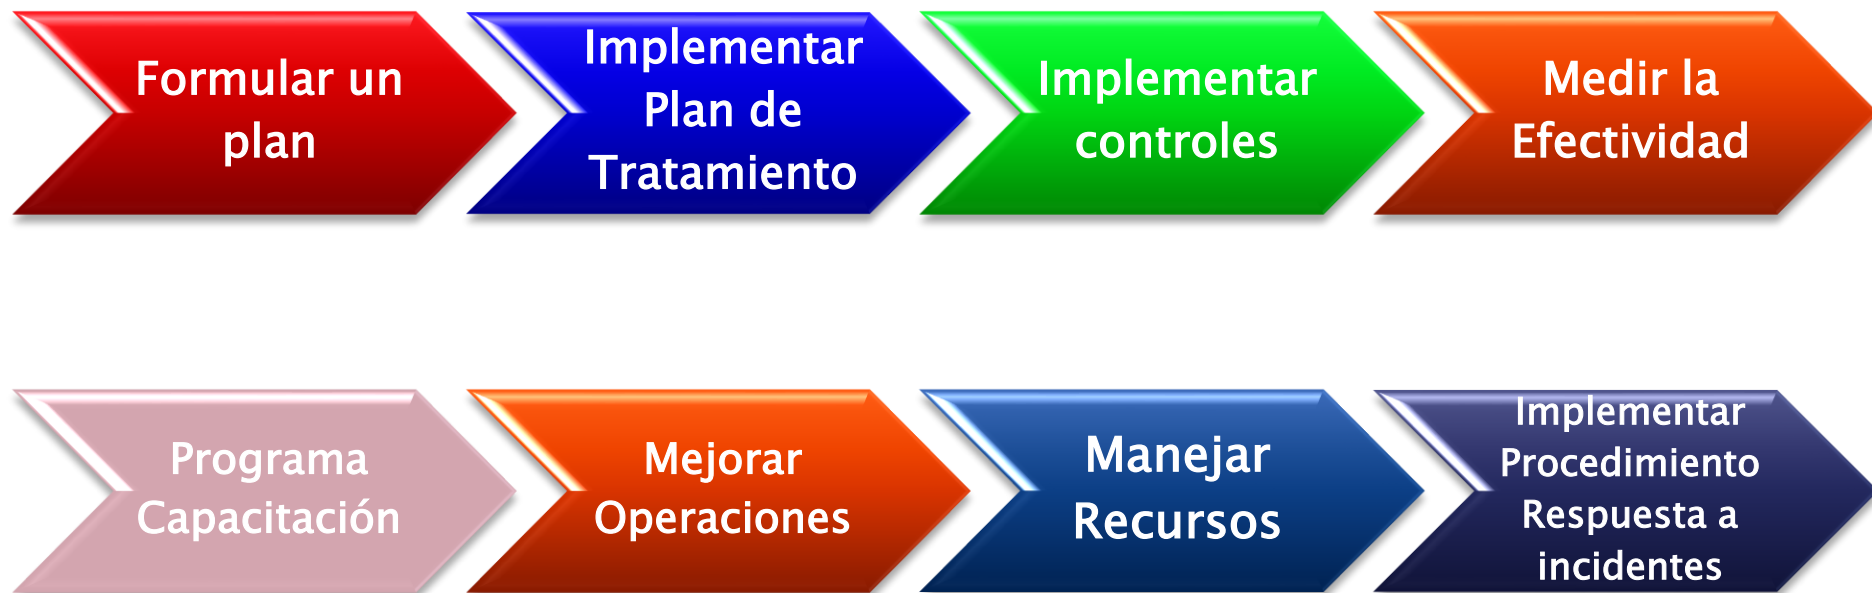 Formular un
plan
Implementar
Plan de
Tratamiento
Implementar
controles
Medir la
Efectividad
Programa
Capacitación
Mejorar
Operaciones
Manejar
Recursos
Implementar
Procedimiento
Respuesta a
incidentes